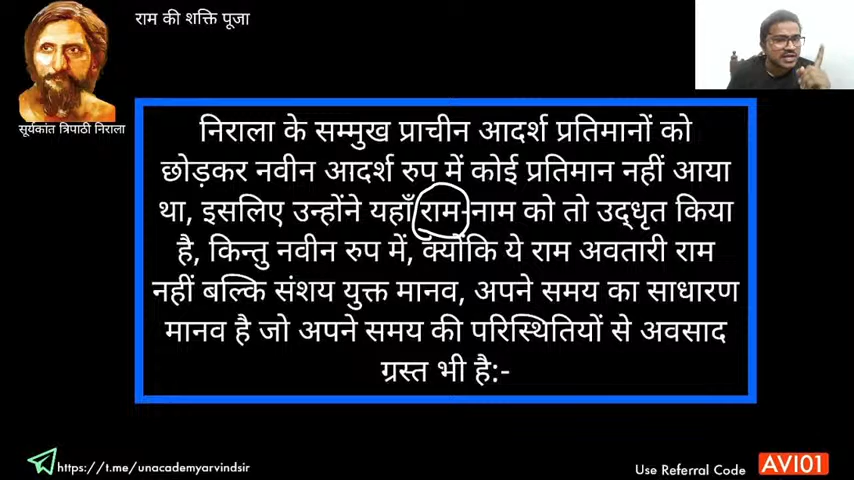 राम की शक्ति पूजा
सूर्यकांत त्रिपाठी निराला
निराला के सम्मुख प्राचीन आदर्श प्रतिमानों को
छोड़कर नवीन आदर्श रुप में कोई प्रतिमान नहीं आया
था, इसलिए उन्होंने यहाँ राम-नाम को तो उद्धृत किया
है, किन्तु नवीन रुप में, क्योंकि ये राम अवतारी राम
नहीं बल्कि संशय युक्त मानव, अपने समय का साधारण
मानव है जो अपने समय की परिस्थितियों से अवसाद
ग्रस्त भी है:-
https://t.me/unacademyarvindsir
Use Referral Code AVI01